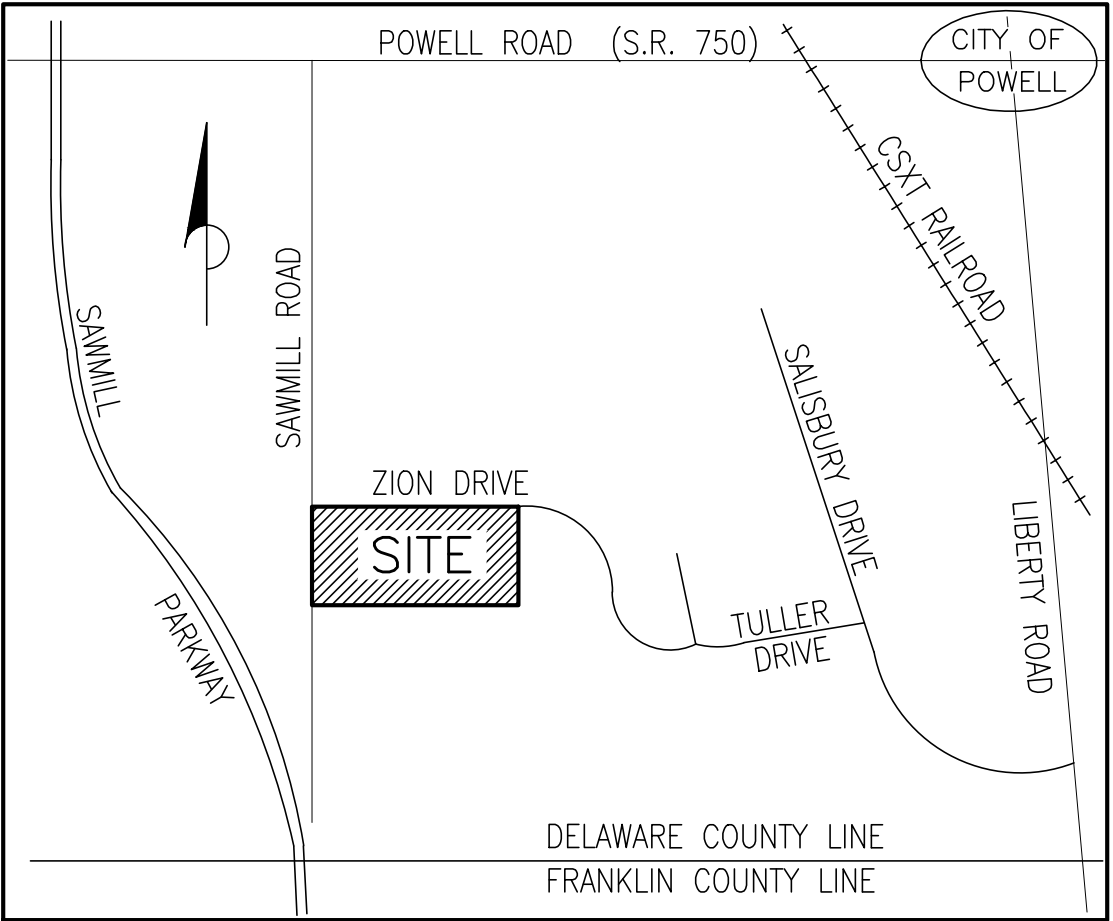 POWELL ROAD (S.R. 750)
CITY OF
POWELL
CSXT RAILROAD
SAWMILL ROAD
SAWMILL
PARKWAY
ZION DRIVE
SITE
SALISBURY DRIVE
TULLER
DRIVE
LIBERTY ROAD
DELAWARE COUNTY LINE
FRANKLIN COUNTY LINE